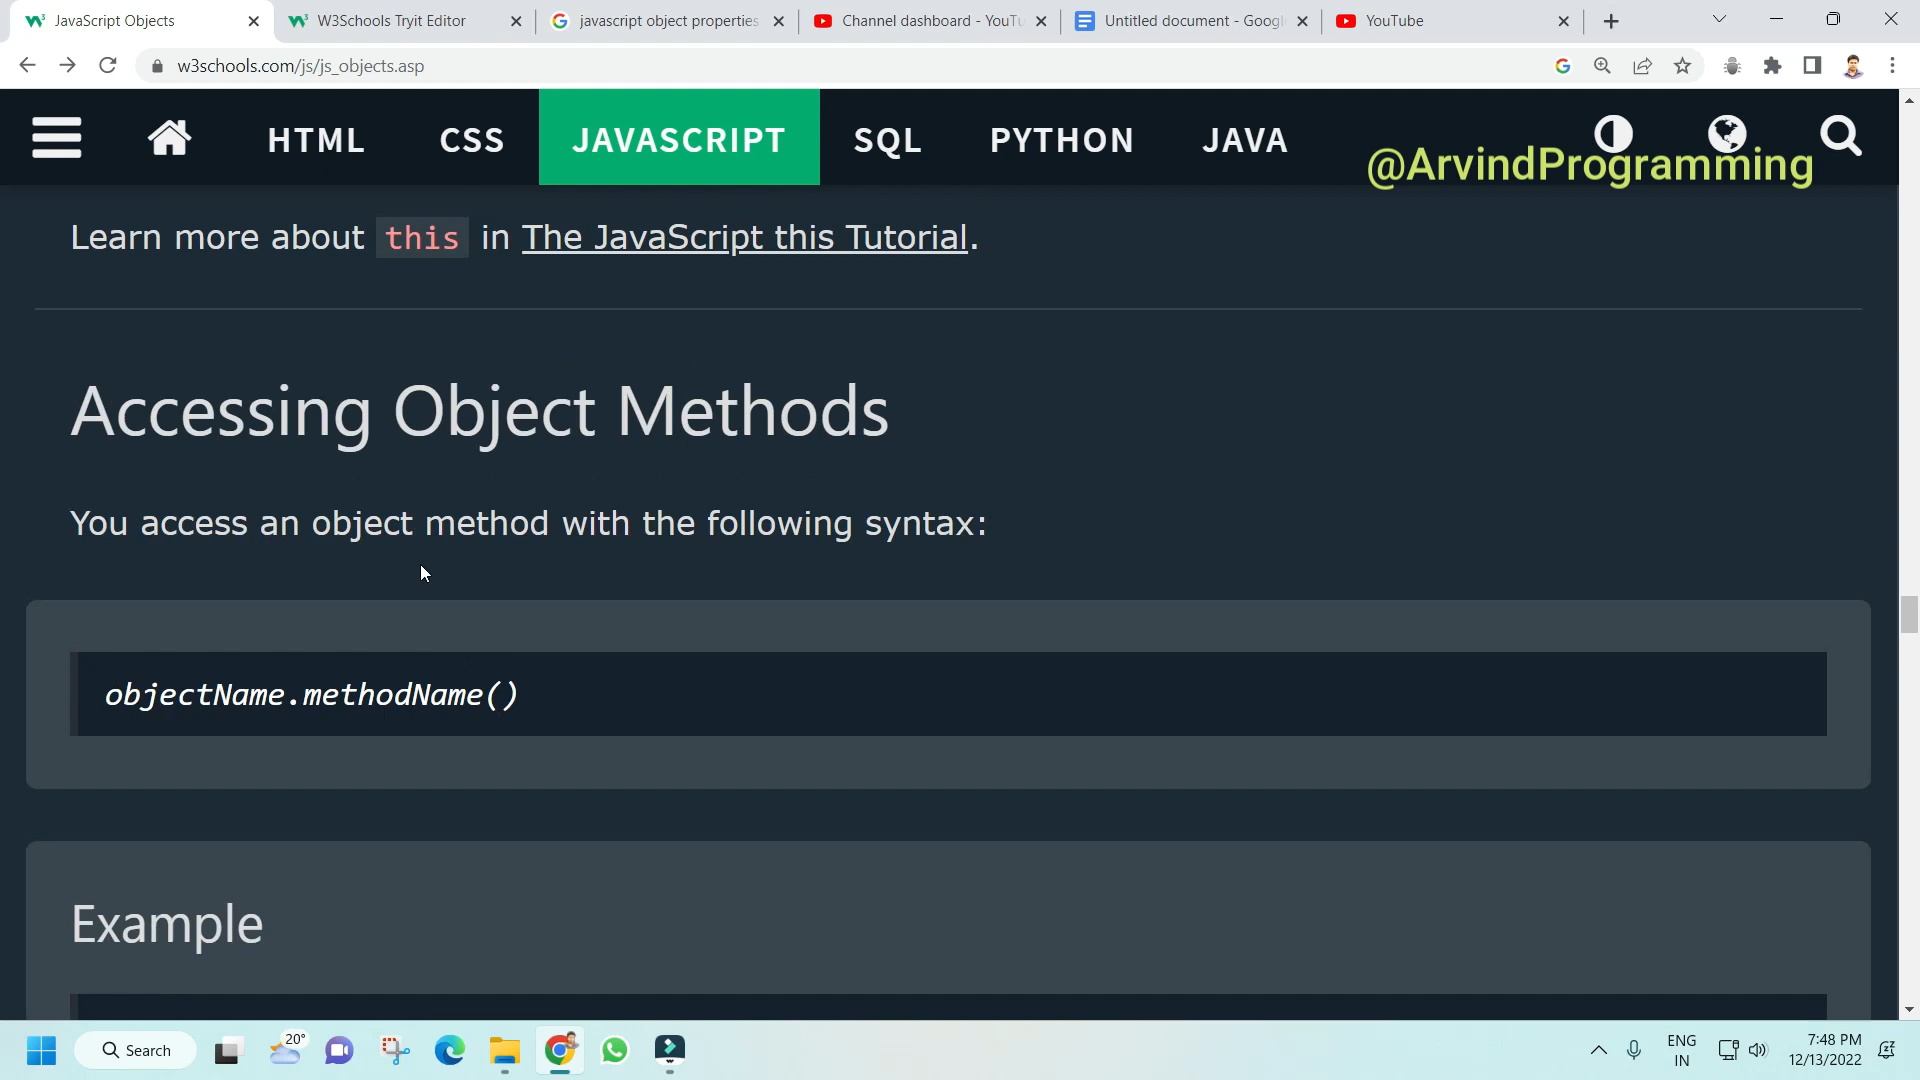 JavaScript Objects
W3Schools Tryit Editor
javascript object properties
Channel dashboard - YouTu
Untitled document - Googl
YouTube
w3schools.com/js/js_objects.asp
HTML
CSS
JAVASCRIPT
SQL
PYTHON
JAVA
@ArvindProgramming
Learn more about this in The JavaScript this Tutorial.
Accessing Object Methods
You access an object method with the following syntax:
objectName.methodName()
Example
Search
20°
ENG
IN
7:48 PM
12/13/2022